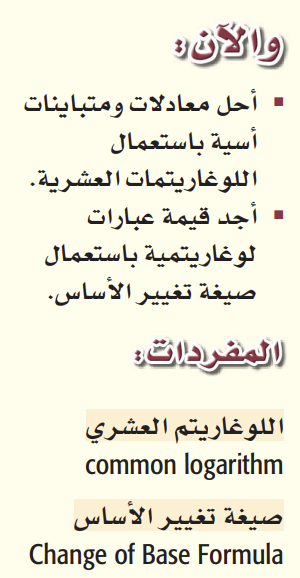 والآن:
▪ أحل معادلات ومتباينات
أسية باستعمال
اللوغاريتمات العشرية.
▪ أجد قيمة عبارات
لوغاريتمية باستعمال
صيغة تغيير الأساس.
المفردات:
اللوغاريتم العشري
common logarithm
صيغة تغيير الأساس
Change of Base Formula